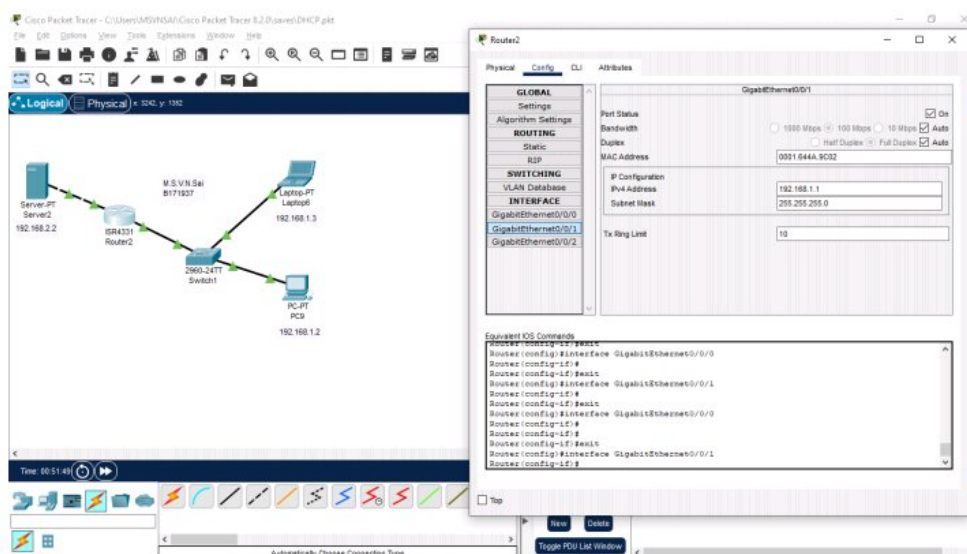 Cisco Packet Tracer - C:\Users\MSVNSAI\Cisco Packet Tracer 8.2.0\saves\DHCP.pkt
File Edit Options View Tools Extensions Window Help
Logical
Physical
x: 3242, y: 1382
M.S.V.N.Sai
B171937
Server-PT
Server2
192.168.2.2
ISR4331
Router2
Laptop-PT
Laptop6
192.168.1.3
2960-24TT
Switch1
PC-PT
PC9
192.168.1.2
Time: 00:51:49
Automatically Choose Connection Type
New
Delete
Toggle PDU List Window
Router2
Physical Config CLI Attributes
GLOBAL
Settings
Algorithm Settings
ROUTING
Static
RIP
SWITCHING
VLAN Database
INTERFACE
GigabitEthernet0/0/0
GigabitEthernet0/0/1
GigabitEthernet0/0/2
GigabitEthernet0/0/1
Port Status On
Bandwidth 1000 Mbps 100 Mbps 10 Mbps Auto
Duplex Half Duplex Full Duplex Auto
MAC Address 0001.644A.9C02
IP Configuration
IPv4 Address 192.168.1.1
Subnet Mask 255.255.255.0
Tx Ring Limit 10
Equivalent IOS Commands
Router(config-if)#exit
Router(config)#interface GigabitEthernet0/0/0
Router(config-if)#
Router(config-if)#exit
Router(config)#interface GigabitEthernet0/0/1
Router(config-if)#
Router(config-if)#exit
Router(config)#interface GigabitEthernet0/0/0
Router(config-if)#
Router(config-if)#
Router(config-if)#exit
Router(config)#interface GigabitEthernet0/0/1
Router(config-if)#
Top